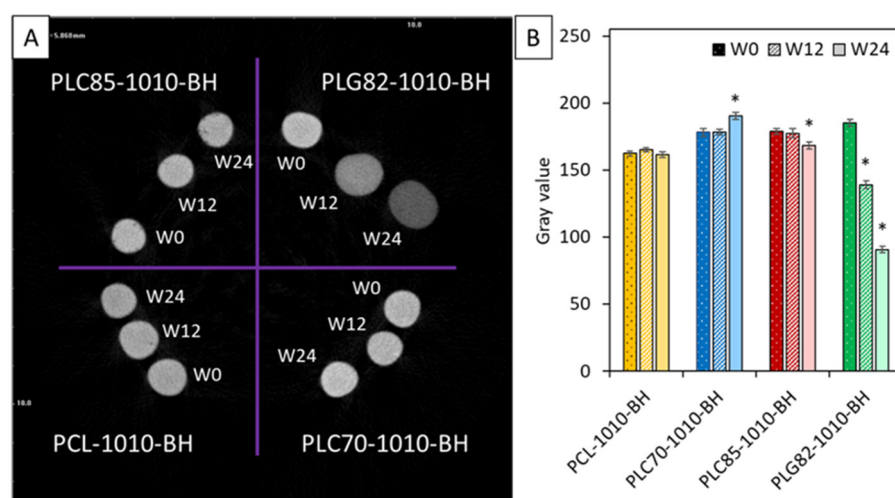 A
5.868mm
18.0
PLC85-1010-BH
PLG82-1010-BH
W24
W0
W12
W12
W0
W24
W24
W0
W12
W12
W0
W24
18.0
PCL-1010-BH
PLC70-1010-BH
B
250
W0 W12 W24
200
150
100
50
0
Gray value
* * * *
PCL-1010-BH
PLC70-1010-BH
PLC85-1010-BH
PLG82-1010-BH